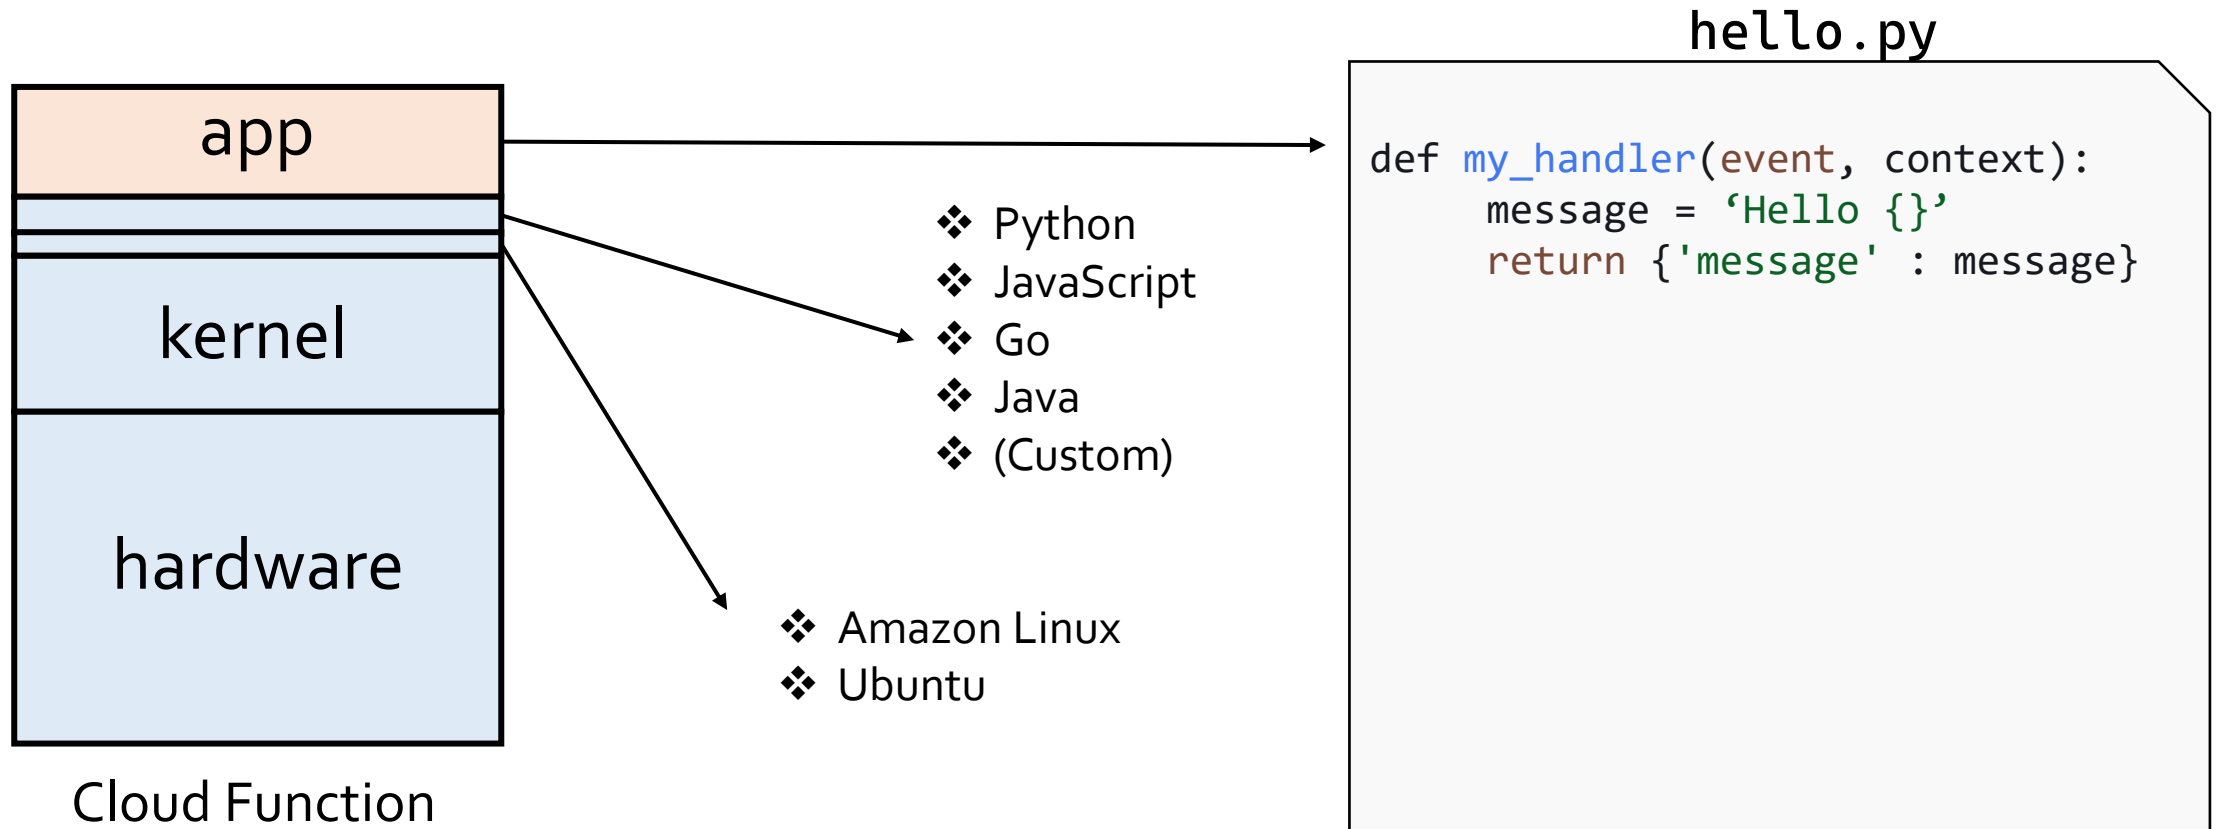 hello.py
app
kernel
hardware
Cloud Function
❖ Python
❖ JavaScript
❖ Go
❖ Java
❖ (Custom)
❖ Amazon Linux
❖ Ubuntu
def my_handler(event, context):
    message = ‘Hello {}’
    return {'message' : message}